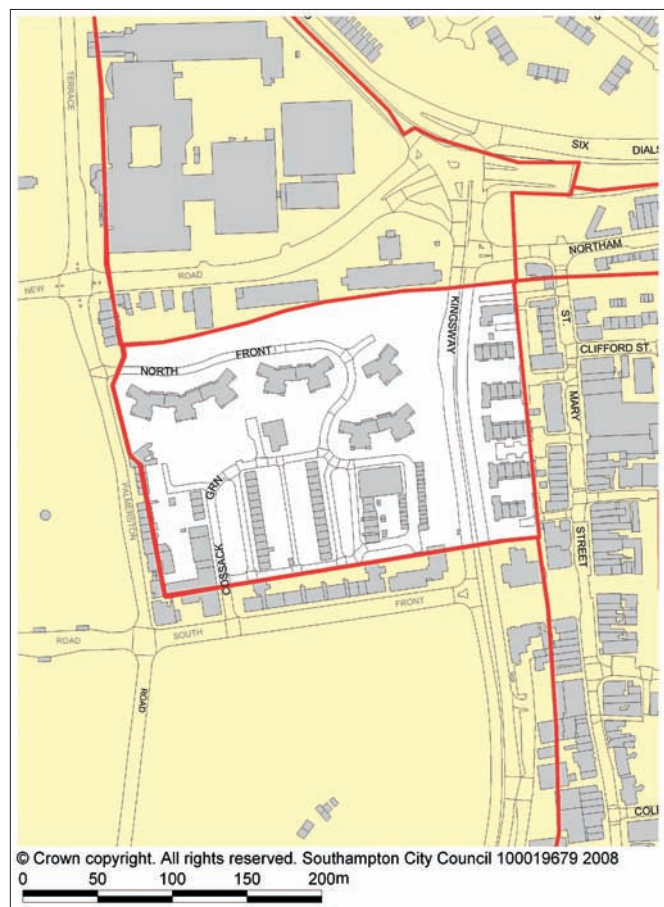 TERRACE
SIX
DIALS
NORTHAM
ROAD
NEW
KINGSWAY
ST.
CLIFFORD ST.
FRONT
NORTH
MARY
GRN
PALMERSTON
COSSACK
STREET
FRONT
SOUTH
ROAD
ROAD
COL
© Crown copyright. All rights reserved. Southampton City Council 100019679 2008
0 50 100 150 200m